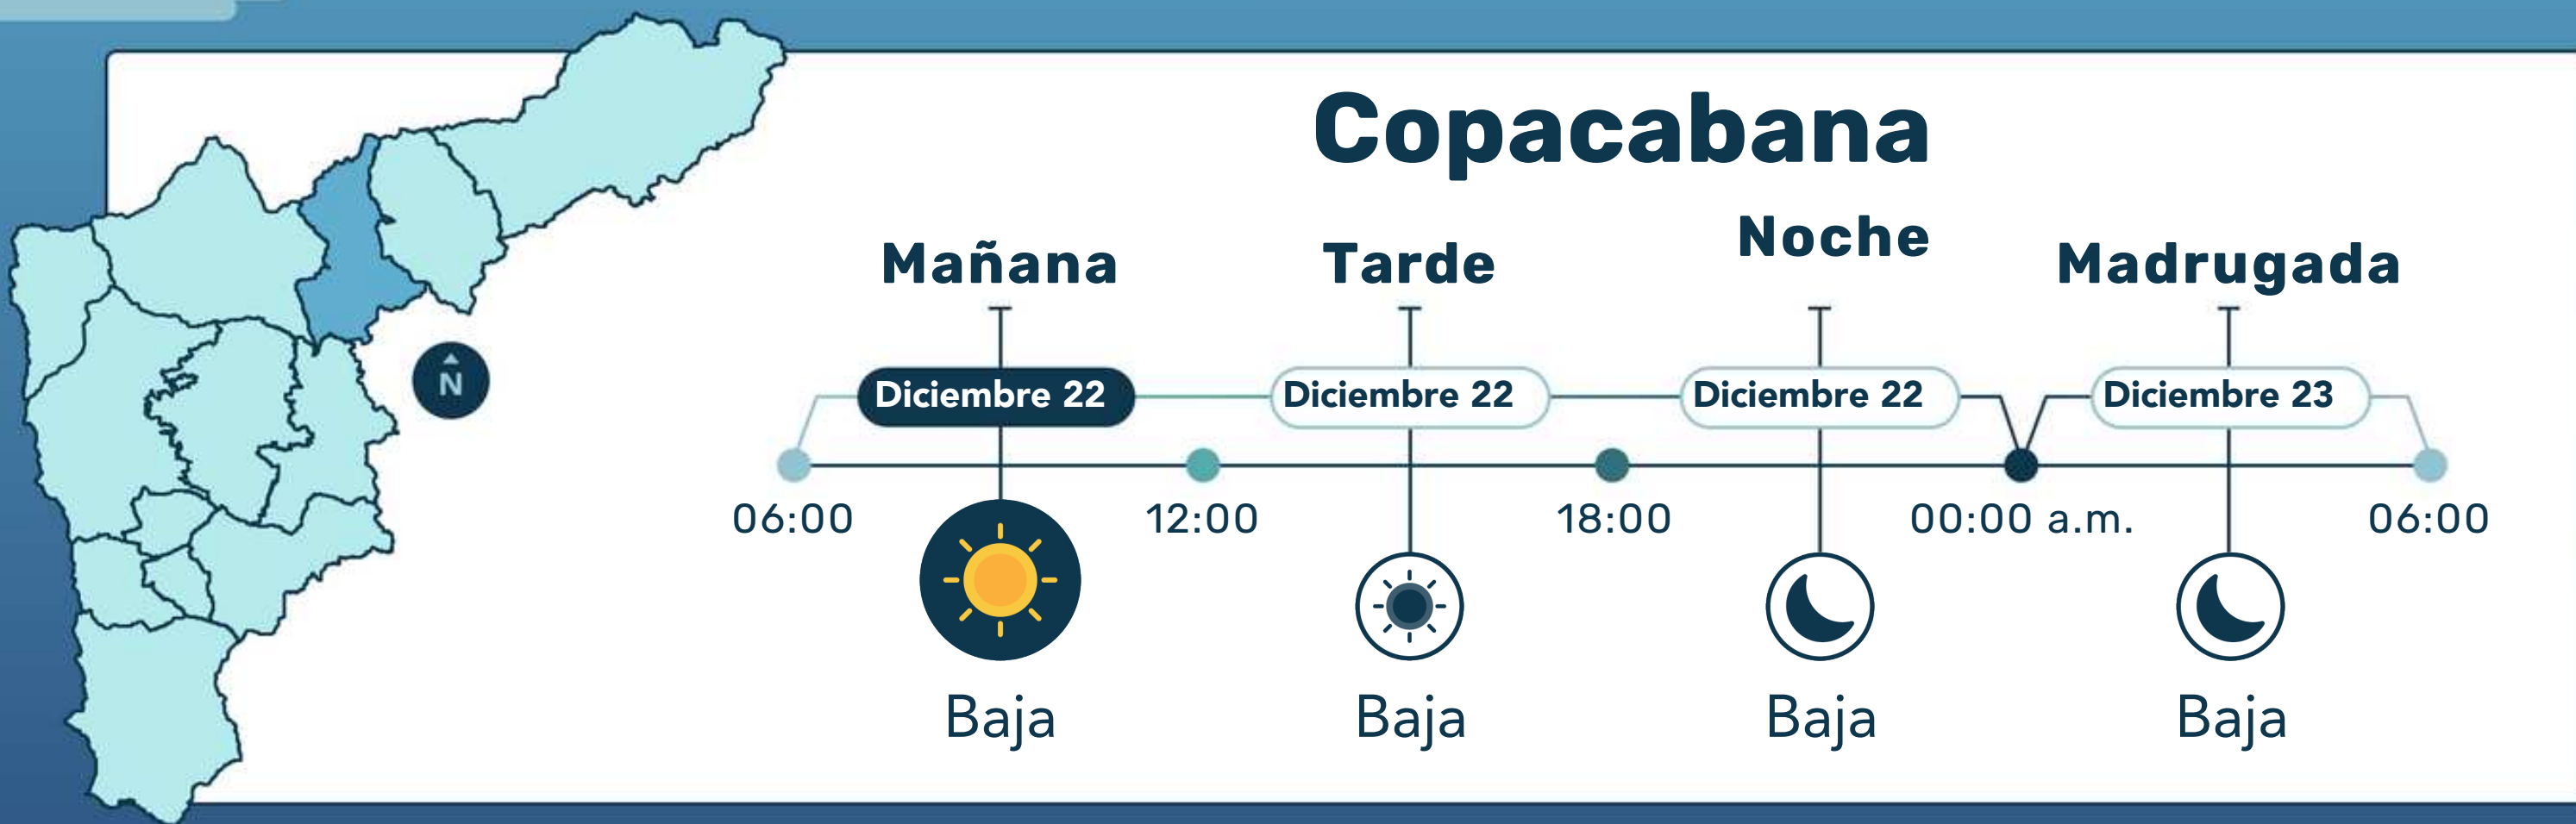 Copacabana
Mañana Tarde Noche Madrugada
Diciembre 22 Diciembre 22 Diciembre 22 Diciembre 23
N
06:00 12:00 18:00 00:00 a.m. 06:00
Baja Baja Baja Baja